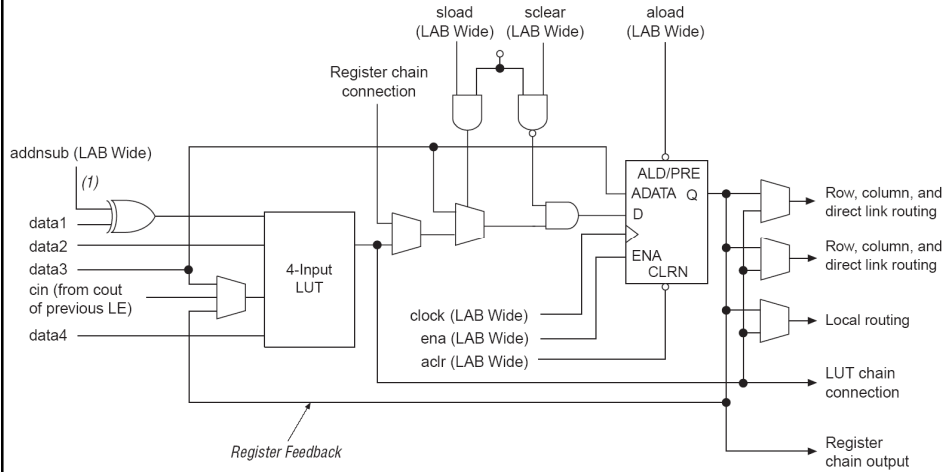 sload
(LAB Wide)
sclear
(LAB Wide)
aload
(LAB Wide)
Register chain
connection
addnsub (LAB Wide)
(1)
data1
data2
data3
cin (from cout
of previous LE)
data4
4-Input
LUT
ALD/PRE
ADATA Q
D
ENA
CLRN
clock (LAB Wide)
ena (LAB Wide)
aclr (LAB Wide)
Register Feedback
Row, column, and
direct link routing
Row, column, and
direct link routing
Local routing
LUT chain
connection
Register
chain output